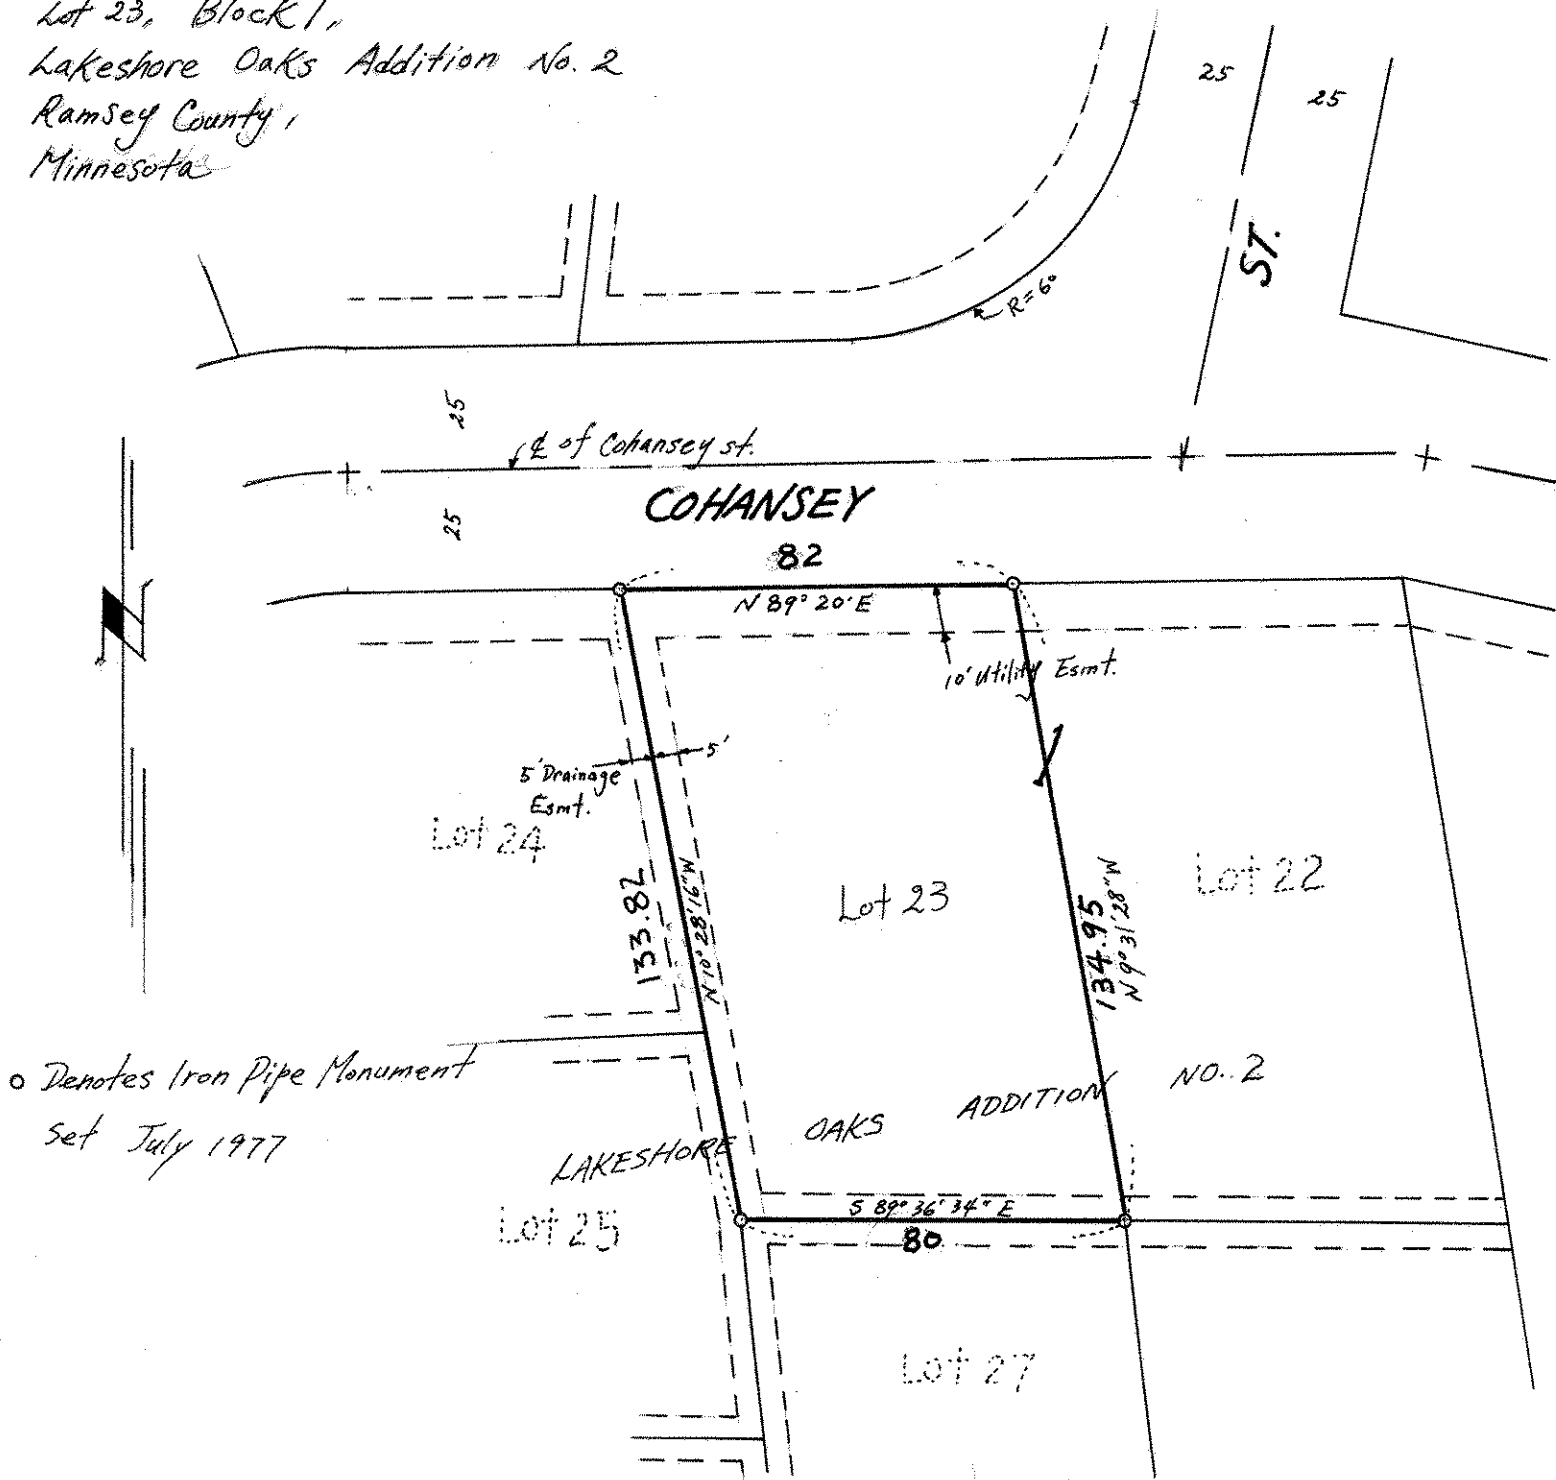 Lot 23, Block 1,
Lakeshore Oaks Addition No. 2
Ramsey County,
Minnesota
25
25
ST.
R=60
25
℄ of Cohansey st.
25
COHANSEY
82
N 89° 20' E
10' Utility Esmt.
5'
5' Drainage
Esmt.
1
Lot 24
133.82
N 10° 28' 16" W
Lot 23
134.95
N 9° 31' 28" W
Lot 22
o Denotes Iron Pipe Monument
set July 1977
LAKESHORE OAKS ADDITION NO. 2
S 89° 36' 34" E
80
Lot 25
Lot 27